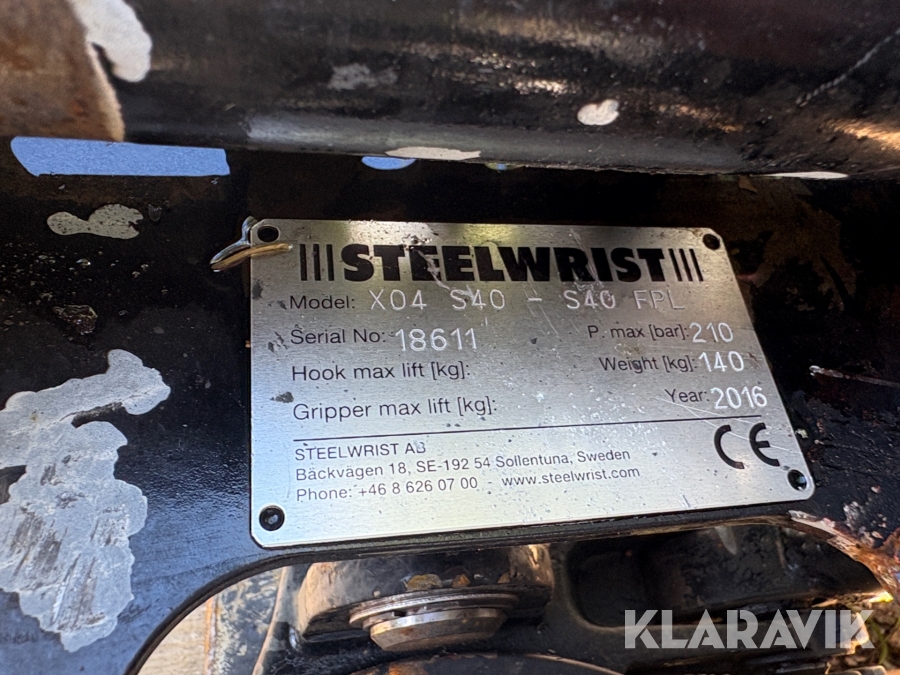 STEELWRIST
Model: X04 S40 - S40 FPL
Serial No: 18611 P. max [bar]: 210
Hook max lift [kg]: Weight [kg]: 140
Gripper max lift [kg]: Year: 2016
STEELWRIST AB
Bäckvägen 18, SE-192 54 Sollentuna, Sweden
Phone: +46 8 626 07 00 www.steelwrist.com
CE
KLARAVIK